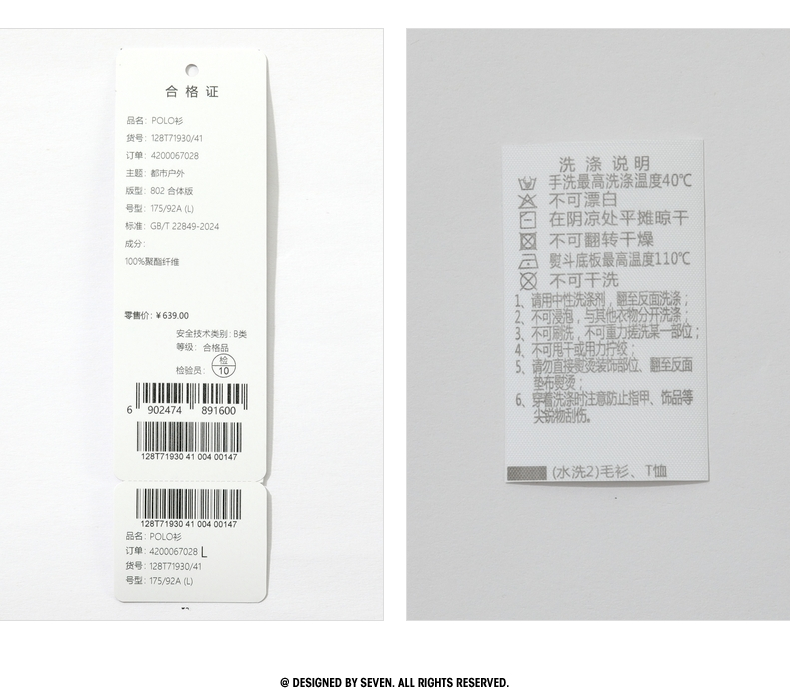 合格证
品名：POLO衫
货号：128T71930/41
订单：4200067028
主题：都市户外
版型：802 合体版
号型：175/92A (L)
标准：GB/T 22849-2024
成分：
100%聚酯纤维
零售价：¥639.00
安全技术类别：B类
等级：合格品
检验员：检 10
6 902474 891600
128T71930 41 004 00147
128T71930 41 004 00147
品名：POLO衫
订单：4200067028 L
货号：128T71930/41
号型：175/92A (L)
洗涤说明
手洗最高洗涤温度40℃
不可漂白
在阴凉处平摊晾干
不可翻转干燥
熨斗底板最高温度110℃
不可干洗
1、请用中性洗涤剂，翻至反面洗涤；
2、不可浸泡，与其他衣物分开洗涤；
3、不可刷洗，不可重力搓洗某一部位；
4、不可甩干或用力拧绞；
5、请勿直接熨烫装饰部位、翻至反面
垫布熨烫；
6、穿着洗涤时注意防止指甲、饰品等
尖锐物刮伤。
(水洗2)毛衫、T恤
@ DESIGNED BY SEVEN. ALL RIGHTS RESERVED.